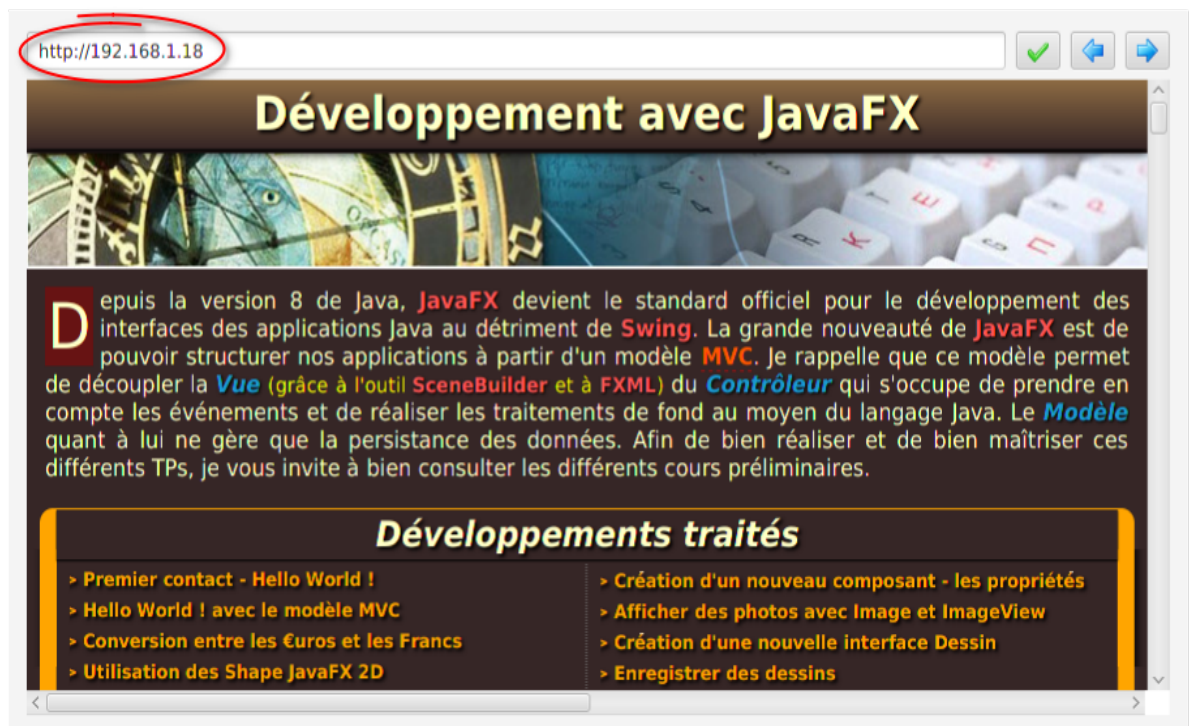 http://192.168.1.18
Développement avec JavaFX
Depuis la version 8 de Java, JavaFX devient le standard officiel pour le développement des
interfaces des applications Java au détriment de Swing. La grande nouveauté de JavaFX est de
pouvoir structurer nos applications à partir d'un modèle MVC. Je rappelle que ce modèle permet
de découpler la Vue (grâce à l'outil SceneBuilder et à FXML) du Contrôleur qui s'occupe de prendre en
compte les événements et de réaliser les traitements de fond au moyen du langage Java. Le Modèle
quant à lui ne gère que la persistance des données. Afin de bien réaliser et de bien maîtriser ces
différents TPs, je vous invite à bien consulter les différents cours préliminaires.
Développements traités
> Premier contact - Hello World !
> Hello World ! avec le modèle MVC
> Conversion entre les €uros et les Francs
> Utilisation des Shape JavaFX 2D
> Création d'un nouveau composant - les propriétés
> Afficher des photos avec Image et ImageView
> Création d'une nouvelle interface Dessin
> Enregistrer des dessins